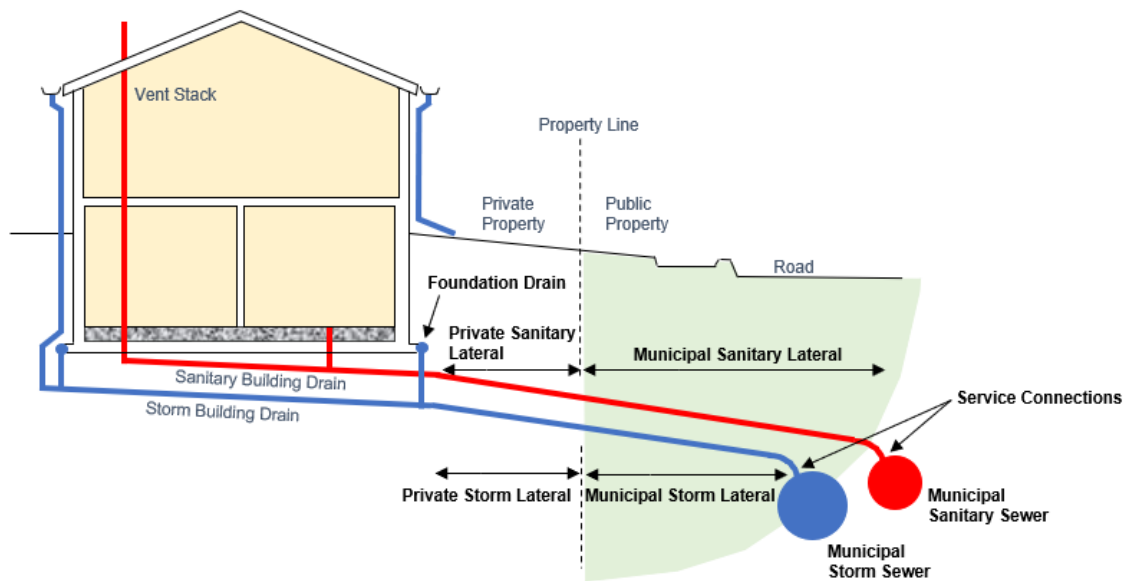 Vent Stack
Property Line
Private
Property
Public
Property
Road
Foundation Drain
Private Sanitary
Lateral
Municipal Sanitary Lateral
Sanitary Building Drain
Storm Building Drain
Service Connections
Private Storm Lateral
Municipal Storm Lateral
Municipal
Sanitary Sewer
Municipal
Storm Sewer